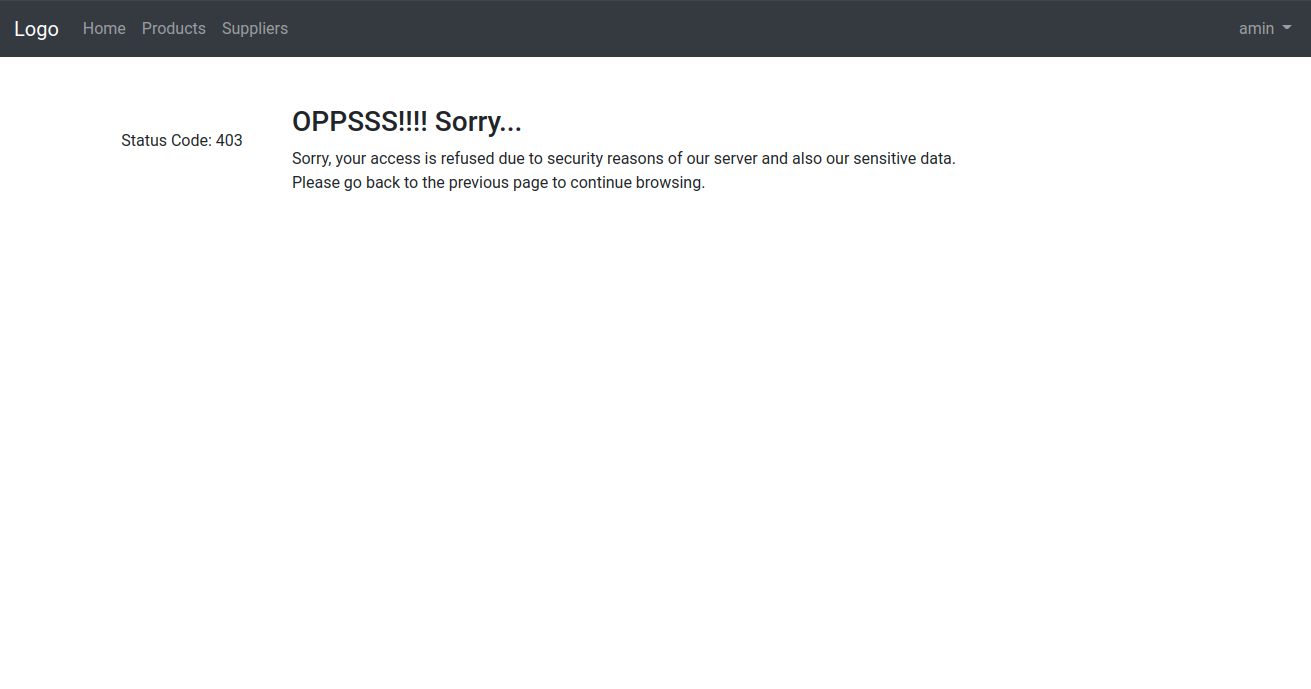 Logo Home Products Suppliers amin
Status Code: 403
OPPSSS!!!! Sorry...
Sorry, your access is refused due to security reasons of our server and also our sensitive data.
Please go back to the previous page to continue browsing.